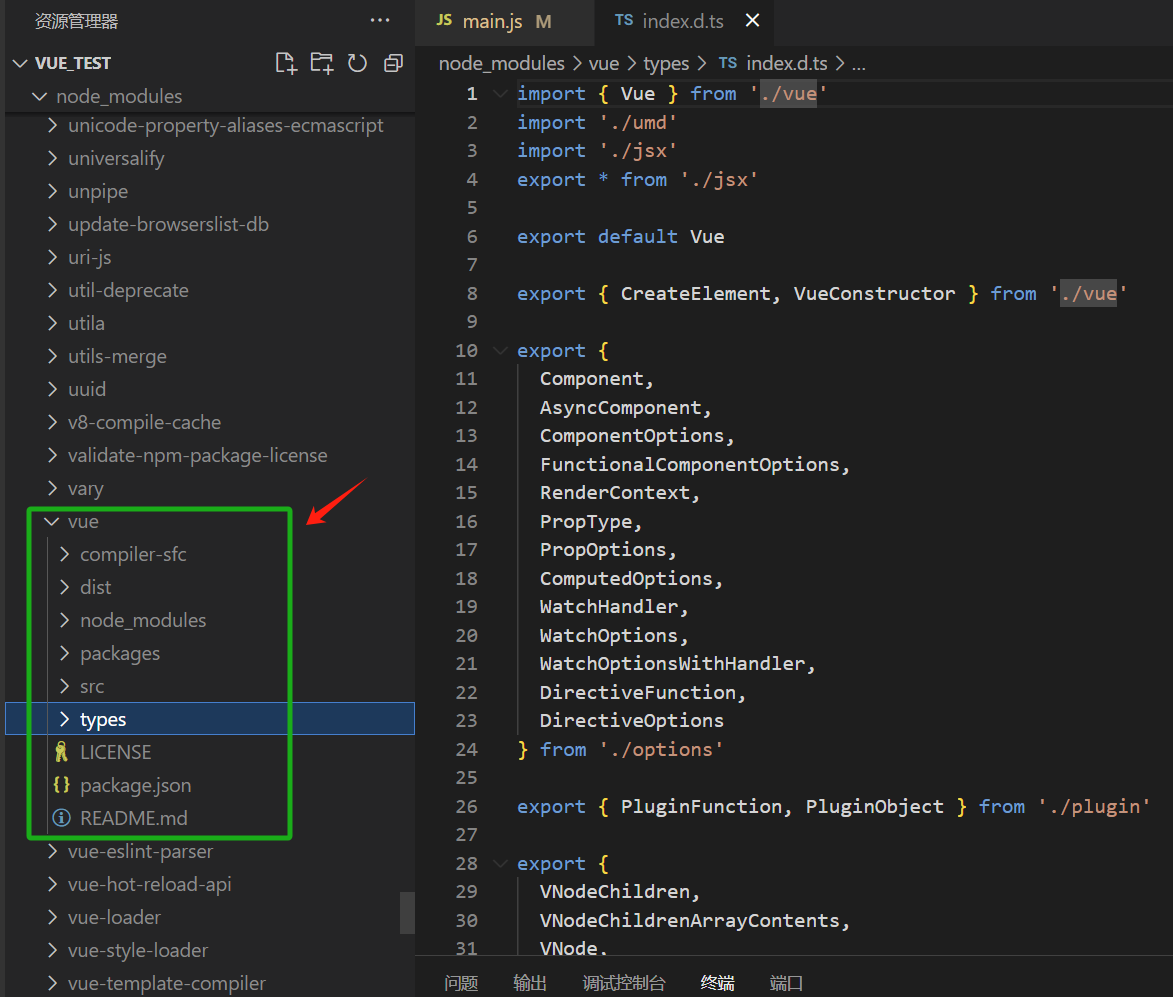 资源管理器
VUE_TEST
node_modules
unicode-property-aliases-ecmascript
universalify
unpipe
update-browserslist-db
uri-js
util-deprecate
utila
utils-merge
uuid
v8-compile-cache
validate-npm-package-license
vary
vue
compiler-sfc
dist
node_modules
packages
src
types
LICENSE
package.json
README.md
vue-eslint-parser
vue-hot-reload-api
vue-loader
vue-style-loader
vue-template-compiler
JS main.js M TS index.d.ts
node_modules > vue > types > TS index.d.ts > ...
1 import { Vue } from './vue'
2 import './umd'
3 import './jsx'
4 export * from './jsx'
5
6 export default Vue
7
8 export { CreateElement, VueConstructor } from './vue'
9
10 export {
11 Component,
12 AsyncComponent,
13 ComponentOptions,
14 FunctionalComponentOptions,
15 RenderContext,
16 PropType,
17 PropOptions,
18 ComputedOptions,
19 WatchHandler,
20 WatchOptions,
21 WatchOptionsWithHandler,
22 DirectiveFunction,
23 DirectiveOptions
24 } from './options'
25
26 export { PluginFunction, PluginObject } from './plugin'
27
28 export {
29 VNodeChildren,
30 VNodeChildrenArrayContents,
31 VNode,
问题 输出 调试控制台 终端 端口